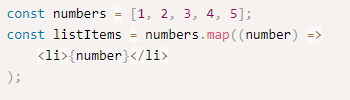 const numbers = [1, 2, 3, 4, 5];
const listItems = numbers.map((number) =>
  <li>{number}</li>
);